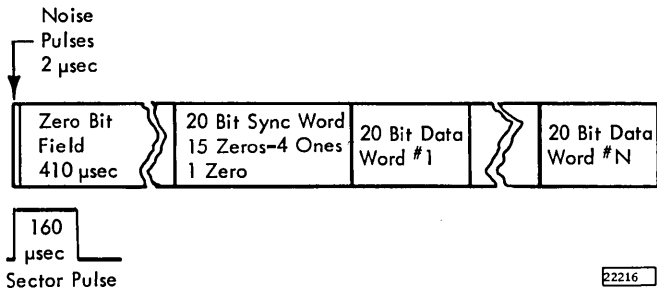 Noise
Pulses
2 µsec
Zero Bit
Field
410 µsec
20 Bit Sync Word
15 Zeros-4 Ones
1 Zero
20 Bit Data
Word #1
20 Bit Data
Word #N
160
µsec
Sector Pulse
22216